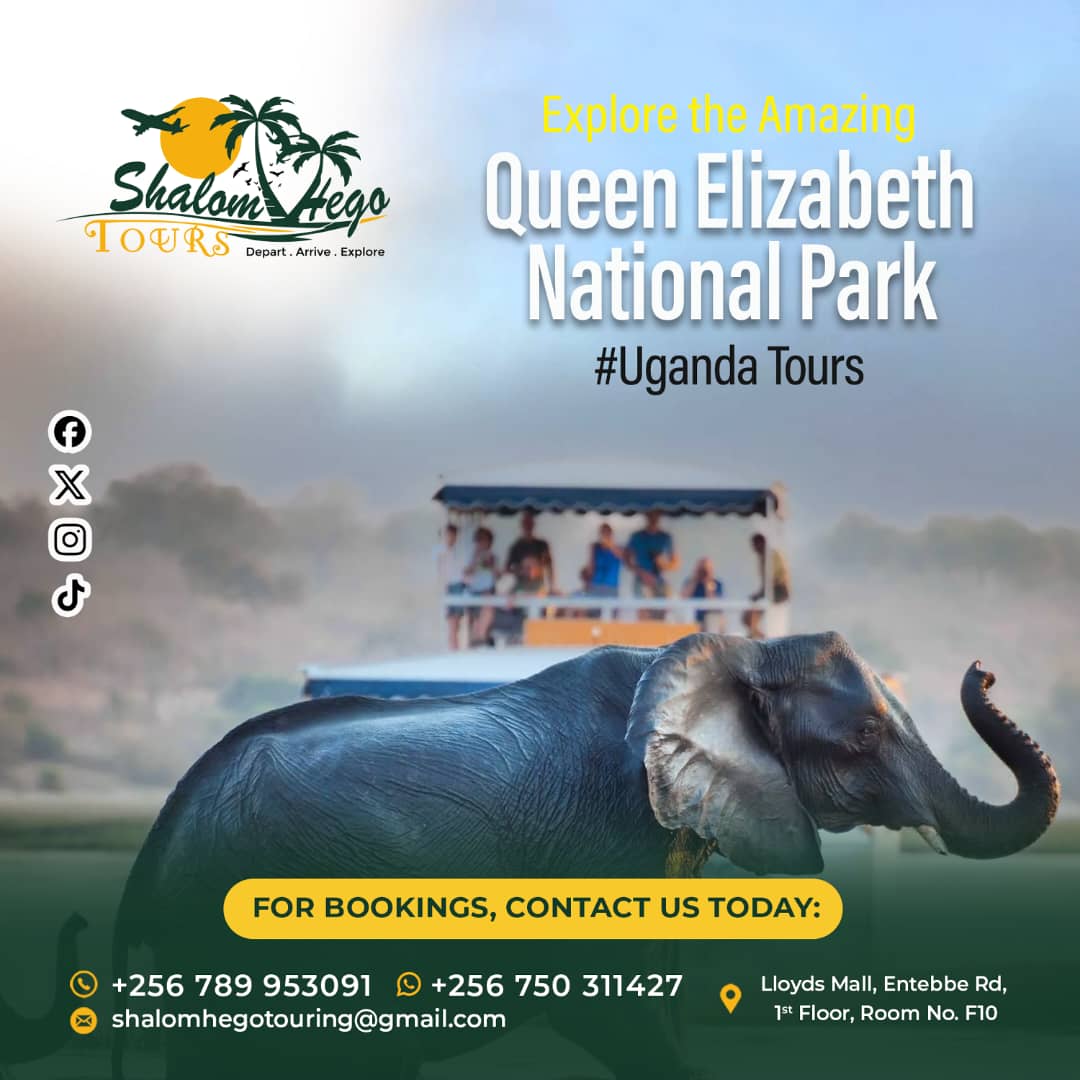 Shalom Hego
TOURS
Depart . Arrive . Explore
Explore the Amazing
Queen Elizabeth
National Park
#Uganda Tours
FOR BOOKINGS, CONTACT US TODAY:
+256 789 953091 +256 750 311427
shalomhegotouring@gmail.com
Lloyds Mall, Entebbe Rd,
1st Floor, Room No. F10